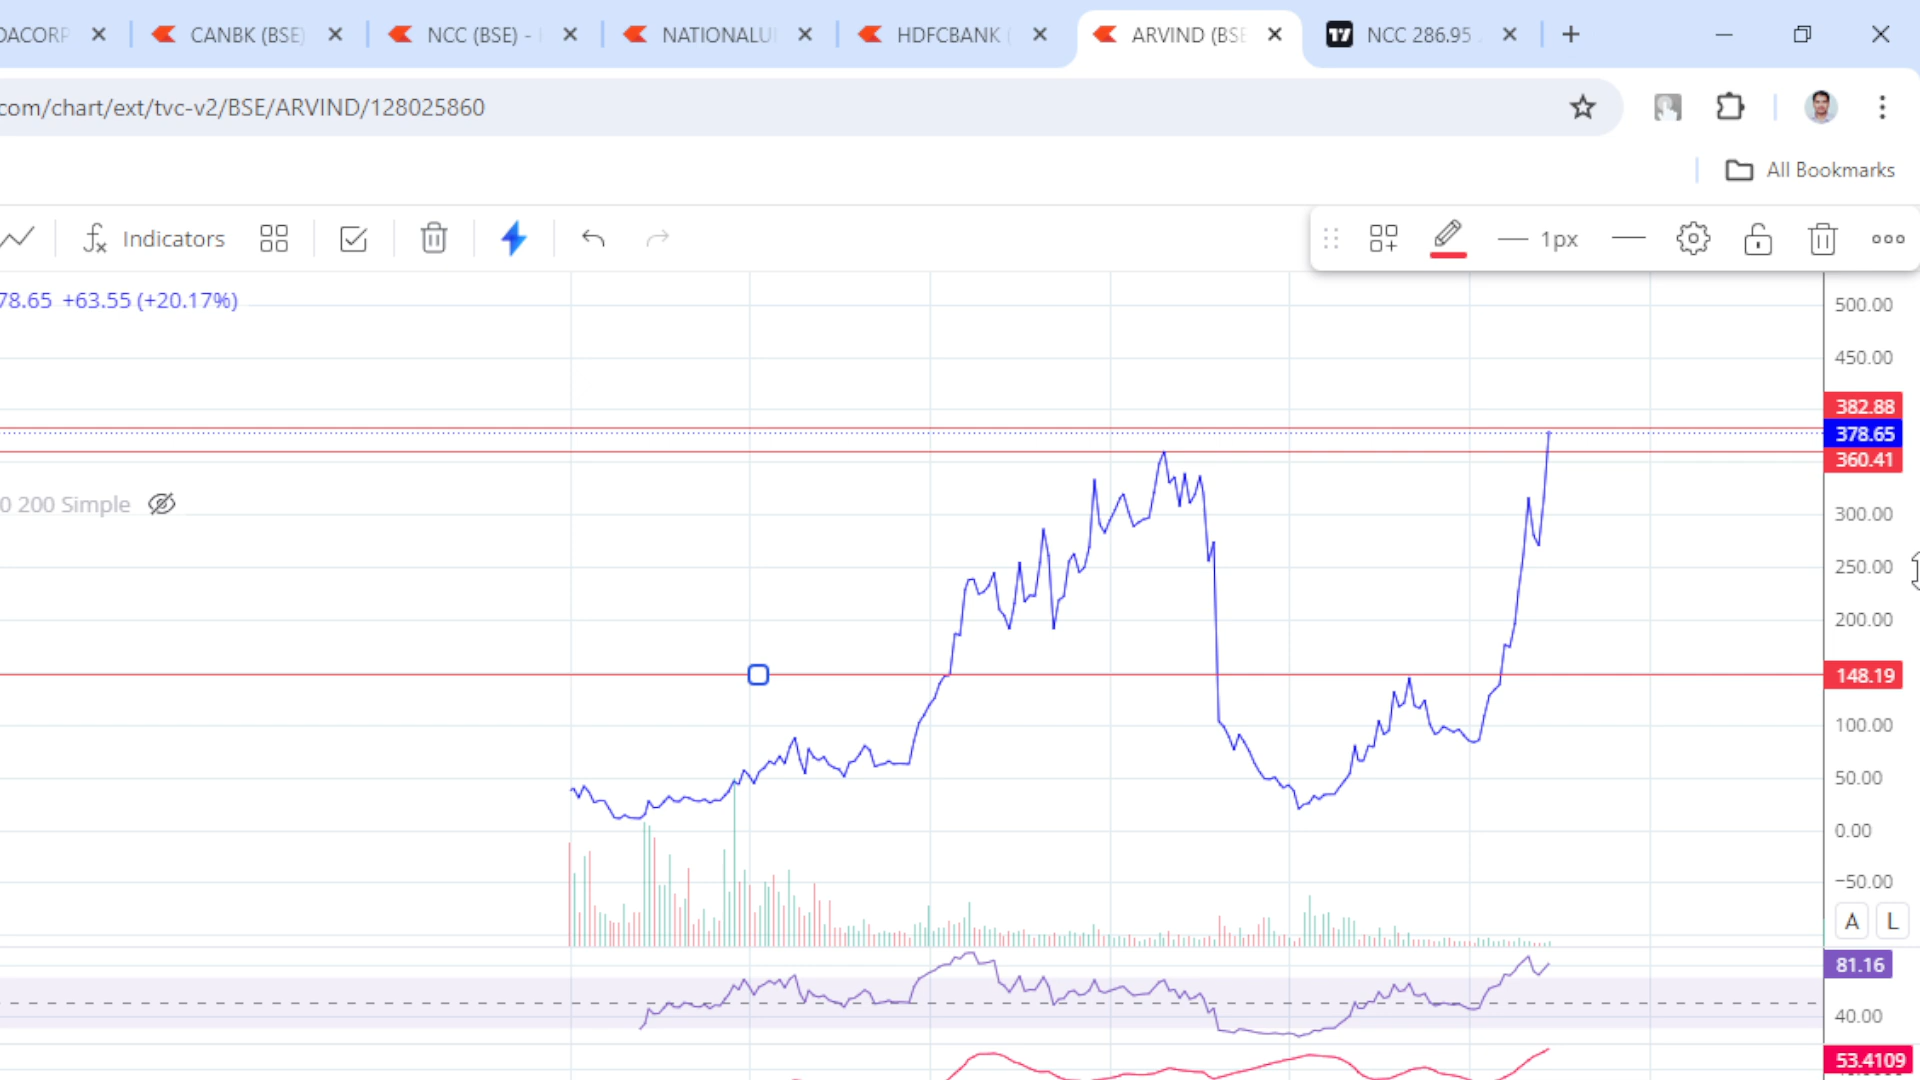 DACORP CANBK (BSE) NCC (BSE) - NATIONALU HDFCBANK ( ARVIND (BSE NCC 286.95
com/chart/ext/tvc-v2/BSE/ARVIND/128025860
All Bookmarks
Indicators 1px
78.65 +63.55 (+20.17%)
500.00
450.00
382.88
378.65
360.41
0 200 Simple
300.00
250.00
200.00
148.19
100.00
50.00
0.00
−50.00
A L
81.16
40.00
53.4109